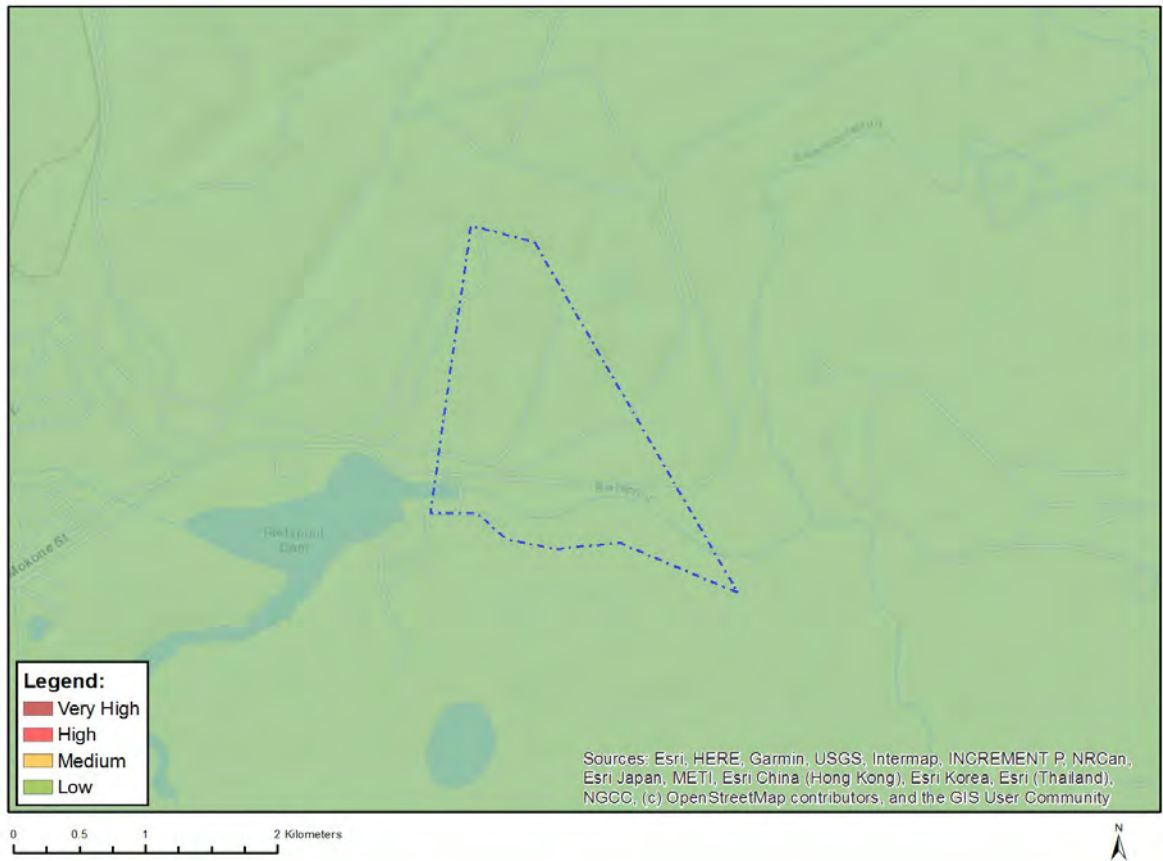 Rietspruit
Dam
Mokone St
Legend:
Very High
High
Medium
Low
Sources: Esri, HERE, Garmin, USGS, Intermap, INCREMENT P, NRCan,
Esri Japan, METI, Esri China (Hong Kong), Esri Korea, Esri (Thailand),
NGCC, (c) OpenStreetMap contributors, and the GIS User Community
0 0.5 1 2 Kilometers
N